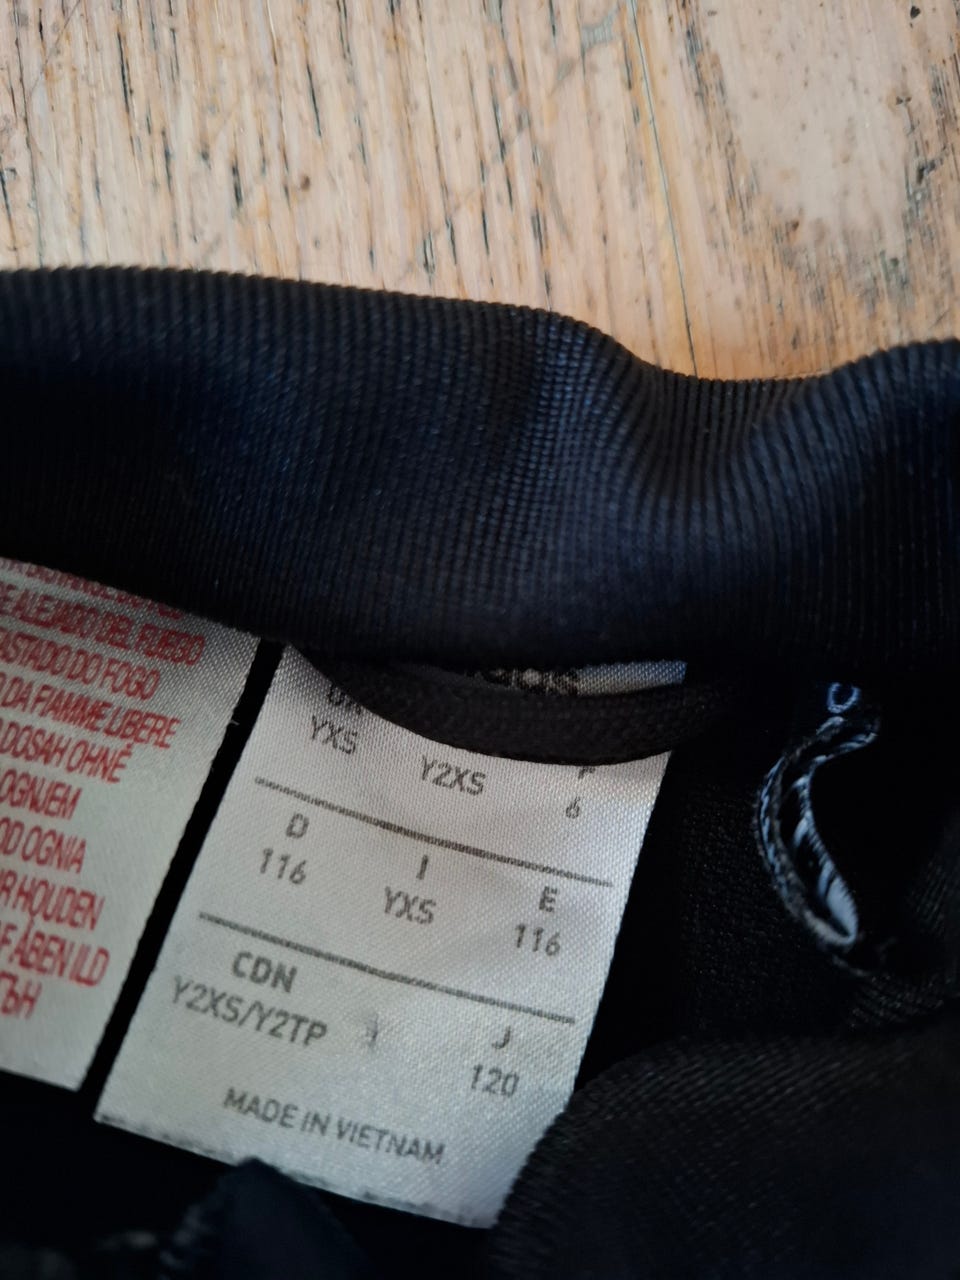 E ALEJADO DEL FUEGO
ASTADO DO FOGO
DA FIAMME LIBERE
DOSAH OHNĚ
OGNJEM
OD OGNIA
R HOUDEN
F ÅBEN ILD
adidas
YXS Y2XS F 6
D 116 I YXS E 116
CDN Y2XS/Y2TP J 120
MADE IN VIETNAM